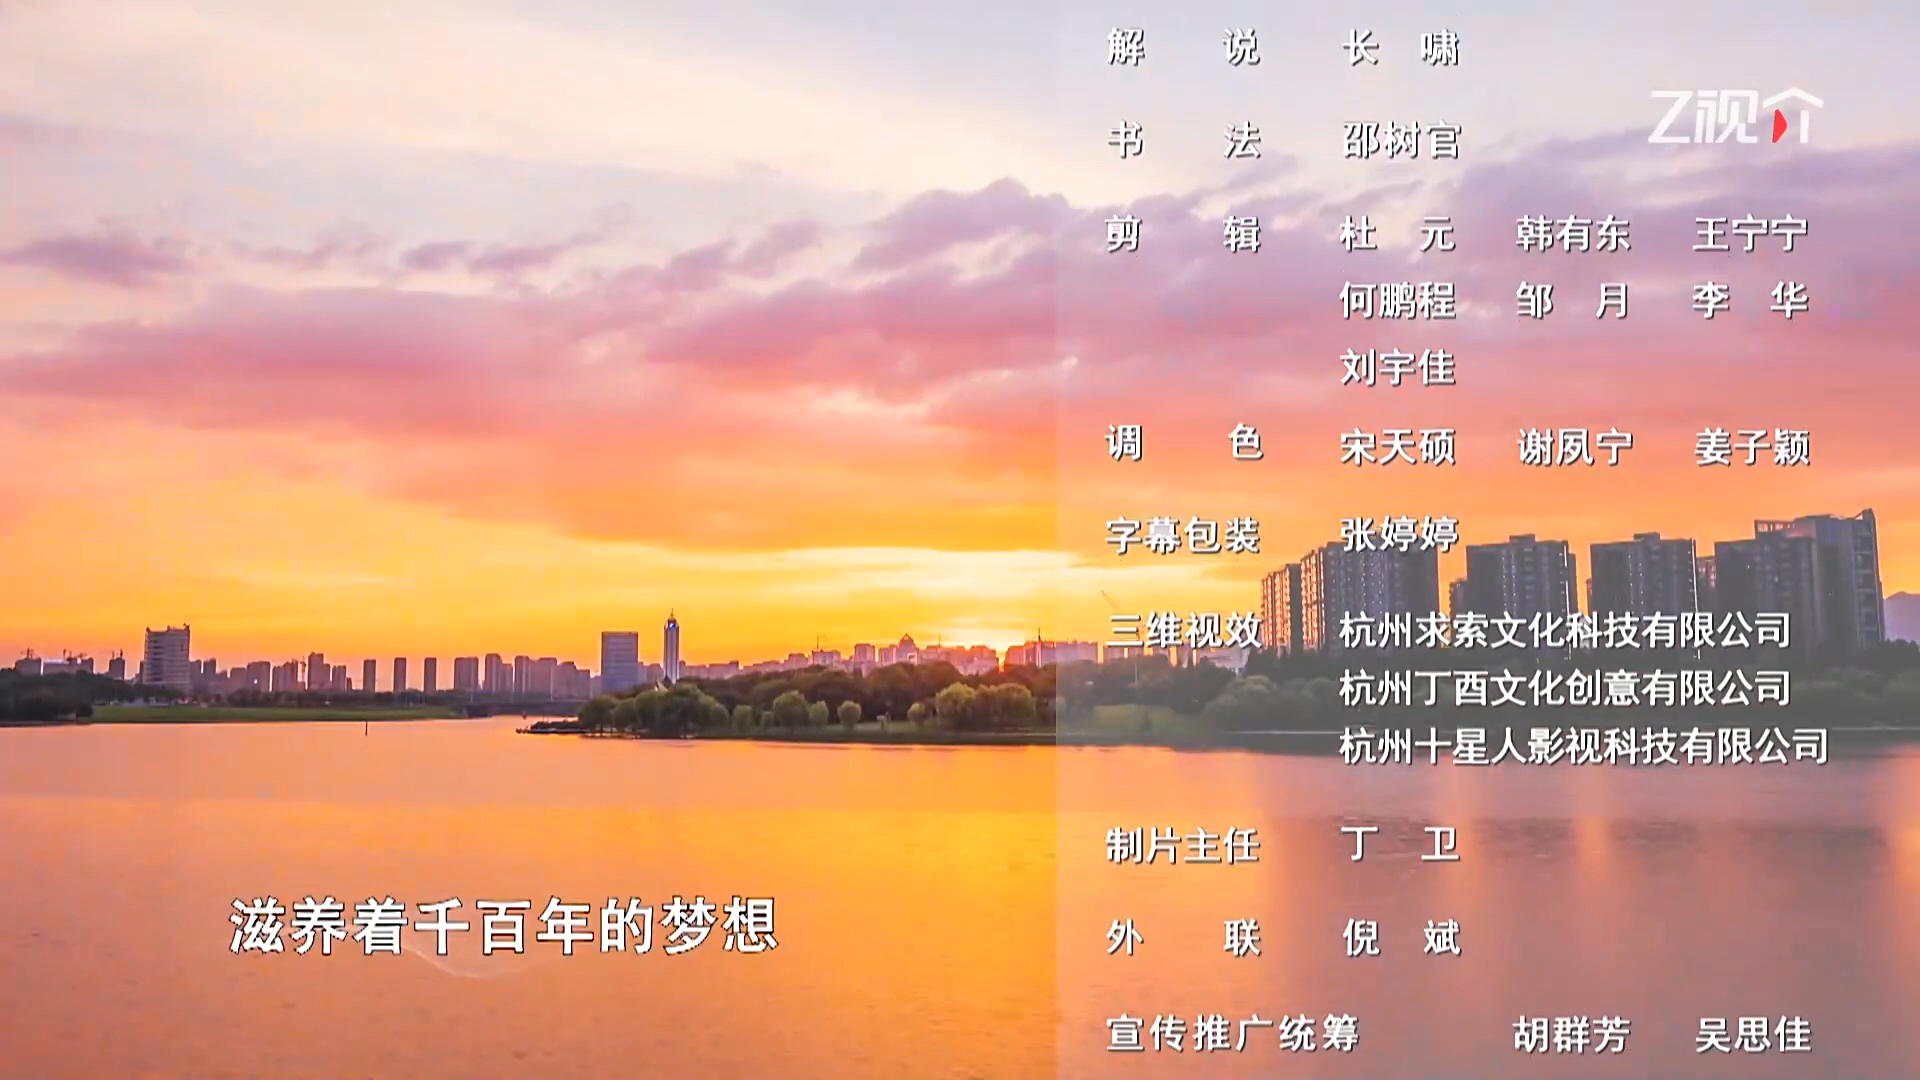 解 说 长 啸
Z视介
书 法 邵树官
剪 辑 杜 元 韩有东 王宁宁
何鹏程 邹 月 李 华
刘宇佳
调 色 宋天硕 谢夙宁 姜子颖
字幕包装 张婷婷
三维视效 杭州求索文化科技有限公司
杭州丁酉文化创意有限公司
杭州十星人影视科技有限公司
制片主任 丁 卫
滋养着千百年的梦想
外 联 倪 斌
宣传推广统筹 胡群芳 吴思佳